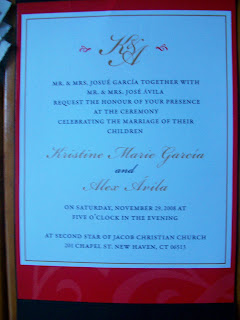 K&A
MR. & MRS. JOSUÉ GARCÍA TOGETHER WITH
MR. & MRS. JOSÉ ÁVILA
REQUEST THE HONOUR OF YOUR PRESENCE
AT THE CEREMONY
CELEBRATING THE MARRIAGE OF THEIR
CHILDREN
Kristine Marie García
and
Alex Ávila
ON SATURDAY, NOVEMBER 29, 2008 AT
FIVE O'CLOCK IN THE EVENING
AT SECOND STAR OF JACOB CHRISTIAN CHURCH
201 CHAPEL ST. NEW HAVEN, CT 06513